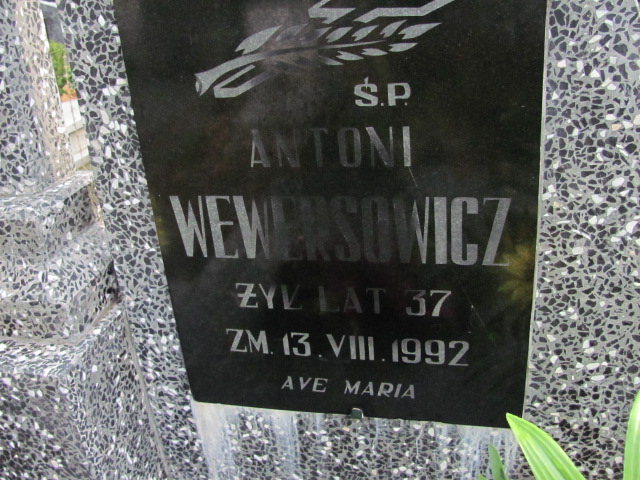 Ś.P.
ANTONI
WEWERSOWICZ
ŻYŁ LAT 37
ZM. 13. VIII. 1992
AVE MARIA